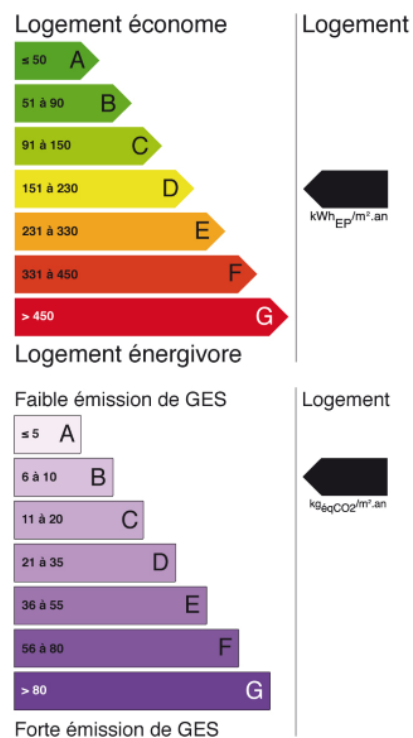 Logement économe
Logement
≤ 50 A
51 à 90 B
91 à 150 C
151 à 230 D
231 à 330 E
331 à 450 F
> 450 G
kWhEP/m².an
Logement énergivore
Faible émission de GES
Logement
≤ 5 A
6 à 10 B
11 à 20 C
21 à 35 D
36 à 55 E
56 à 80 F
> 80 G
kgéqCO2/m².an
Forte émission de GES